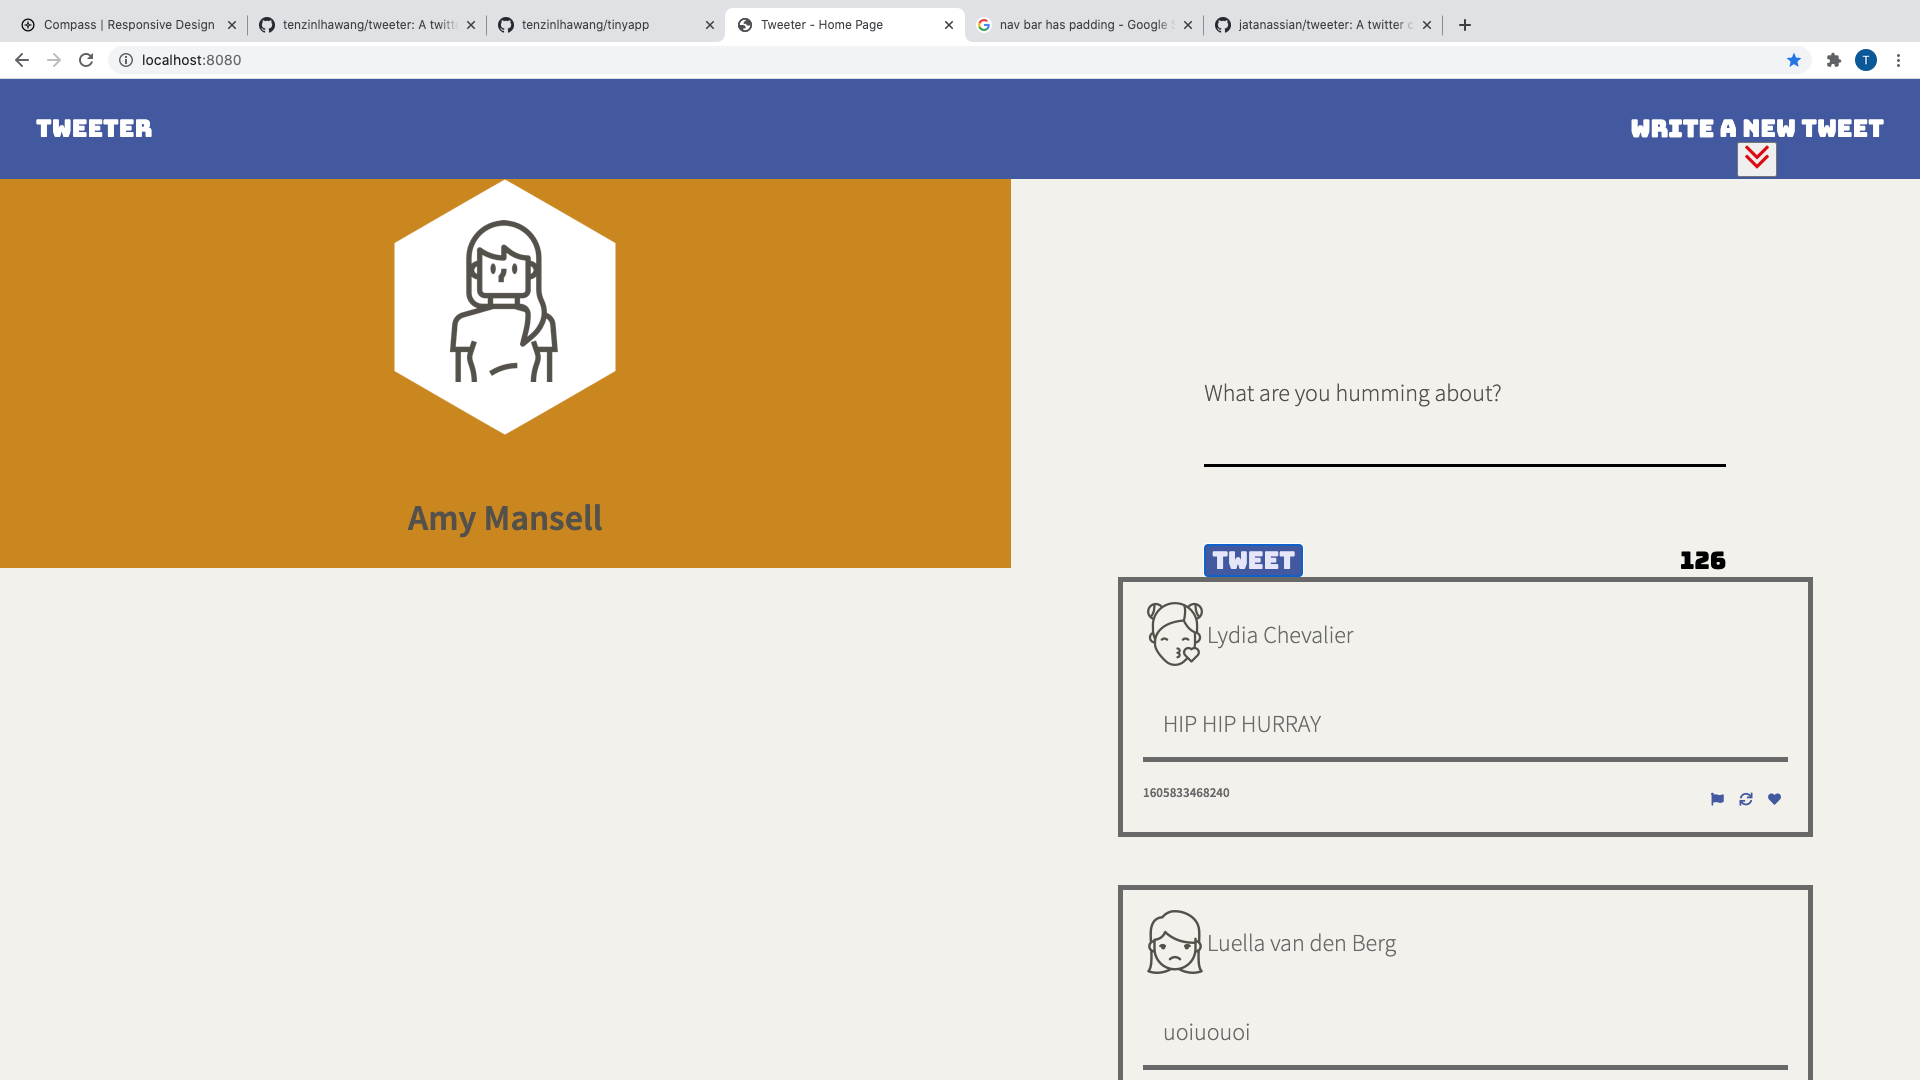 Compass | Responsive Design
tenzinlhawang/tweeter: A twitt
tenzinlhawang/tinyapp
Tweeter - Home Page
nav bar has padding - Google
jatanassian/tweeter: A twitter c
localhost:8080
T
TWEETER
WRITE A NEW TWEET
Amy Mansell
What are you humming about?
TWEET
126
Lydia Chevalier
HIP HIP HURRAY
1605833468240
Luella van den Berg
uoiuouoi